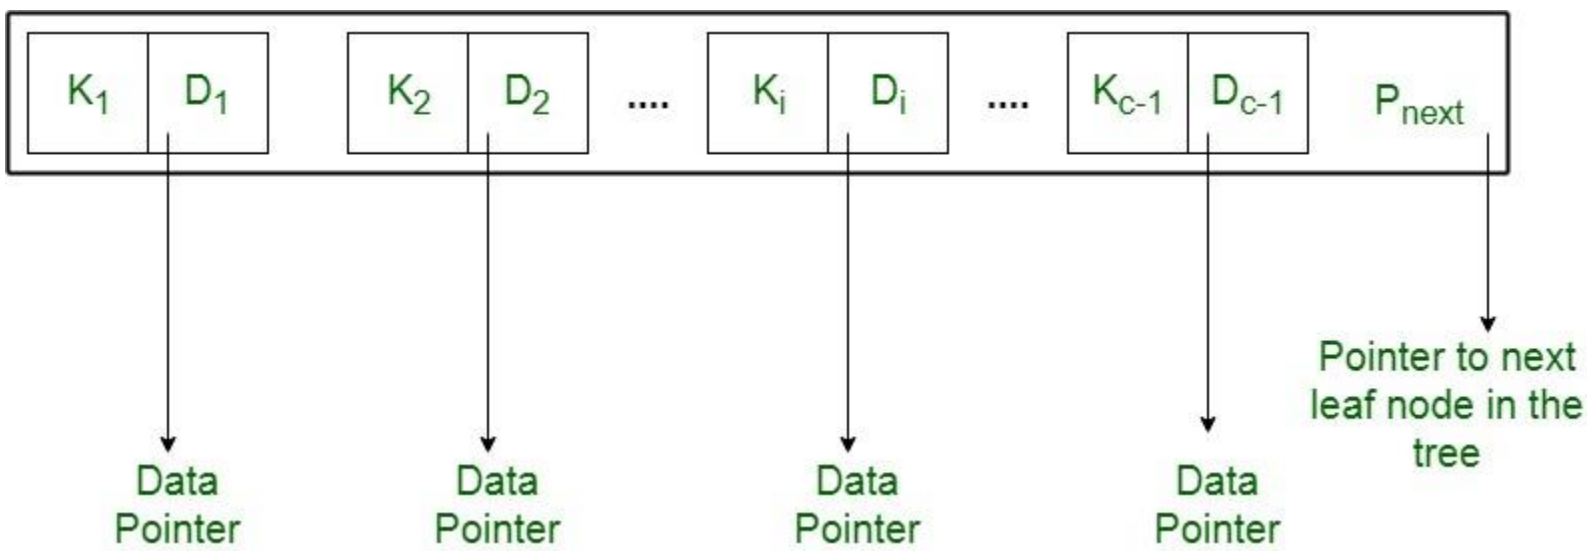 K1 D1 K2 D2 .... Ki Di .... Kc-1 Dc-1 Pnext
Pointer to next
leaf node in the
tree
Data
Pointer
Data
Pointer
Data
Pointer
Data
Pointer